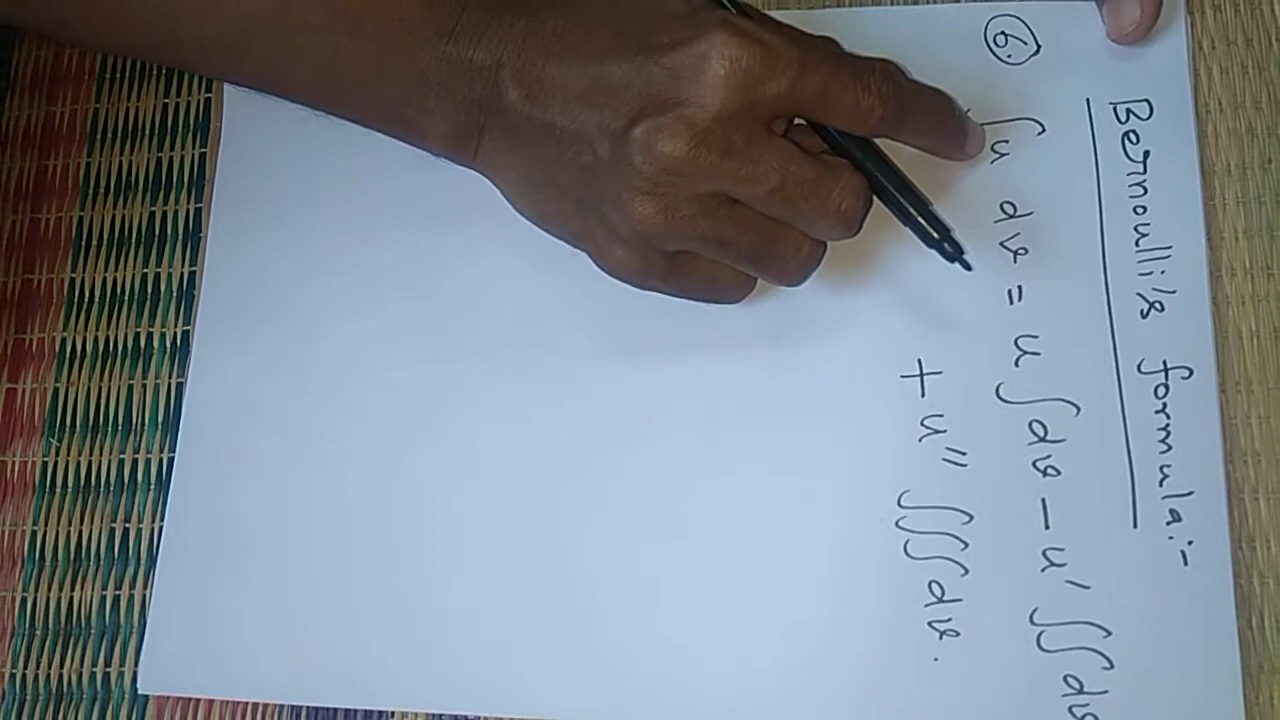 Bernoulli's formula:-
6. ∫u dv = u ∫dv - u' ∫∫ dv
+ u'' ∫∫∫ dv.